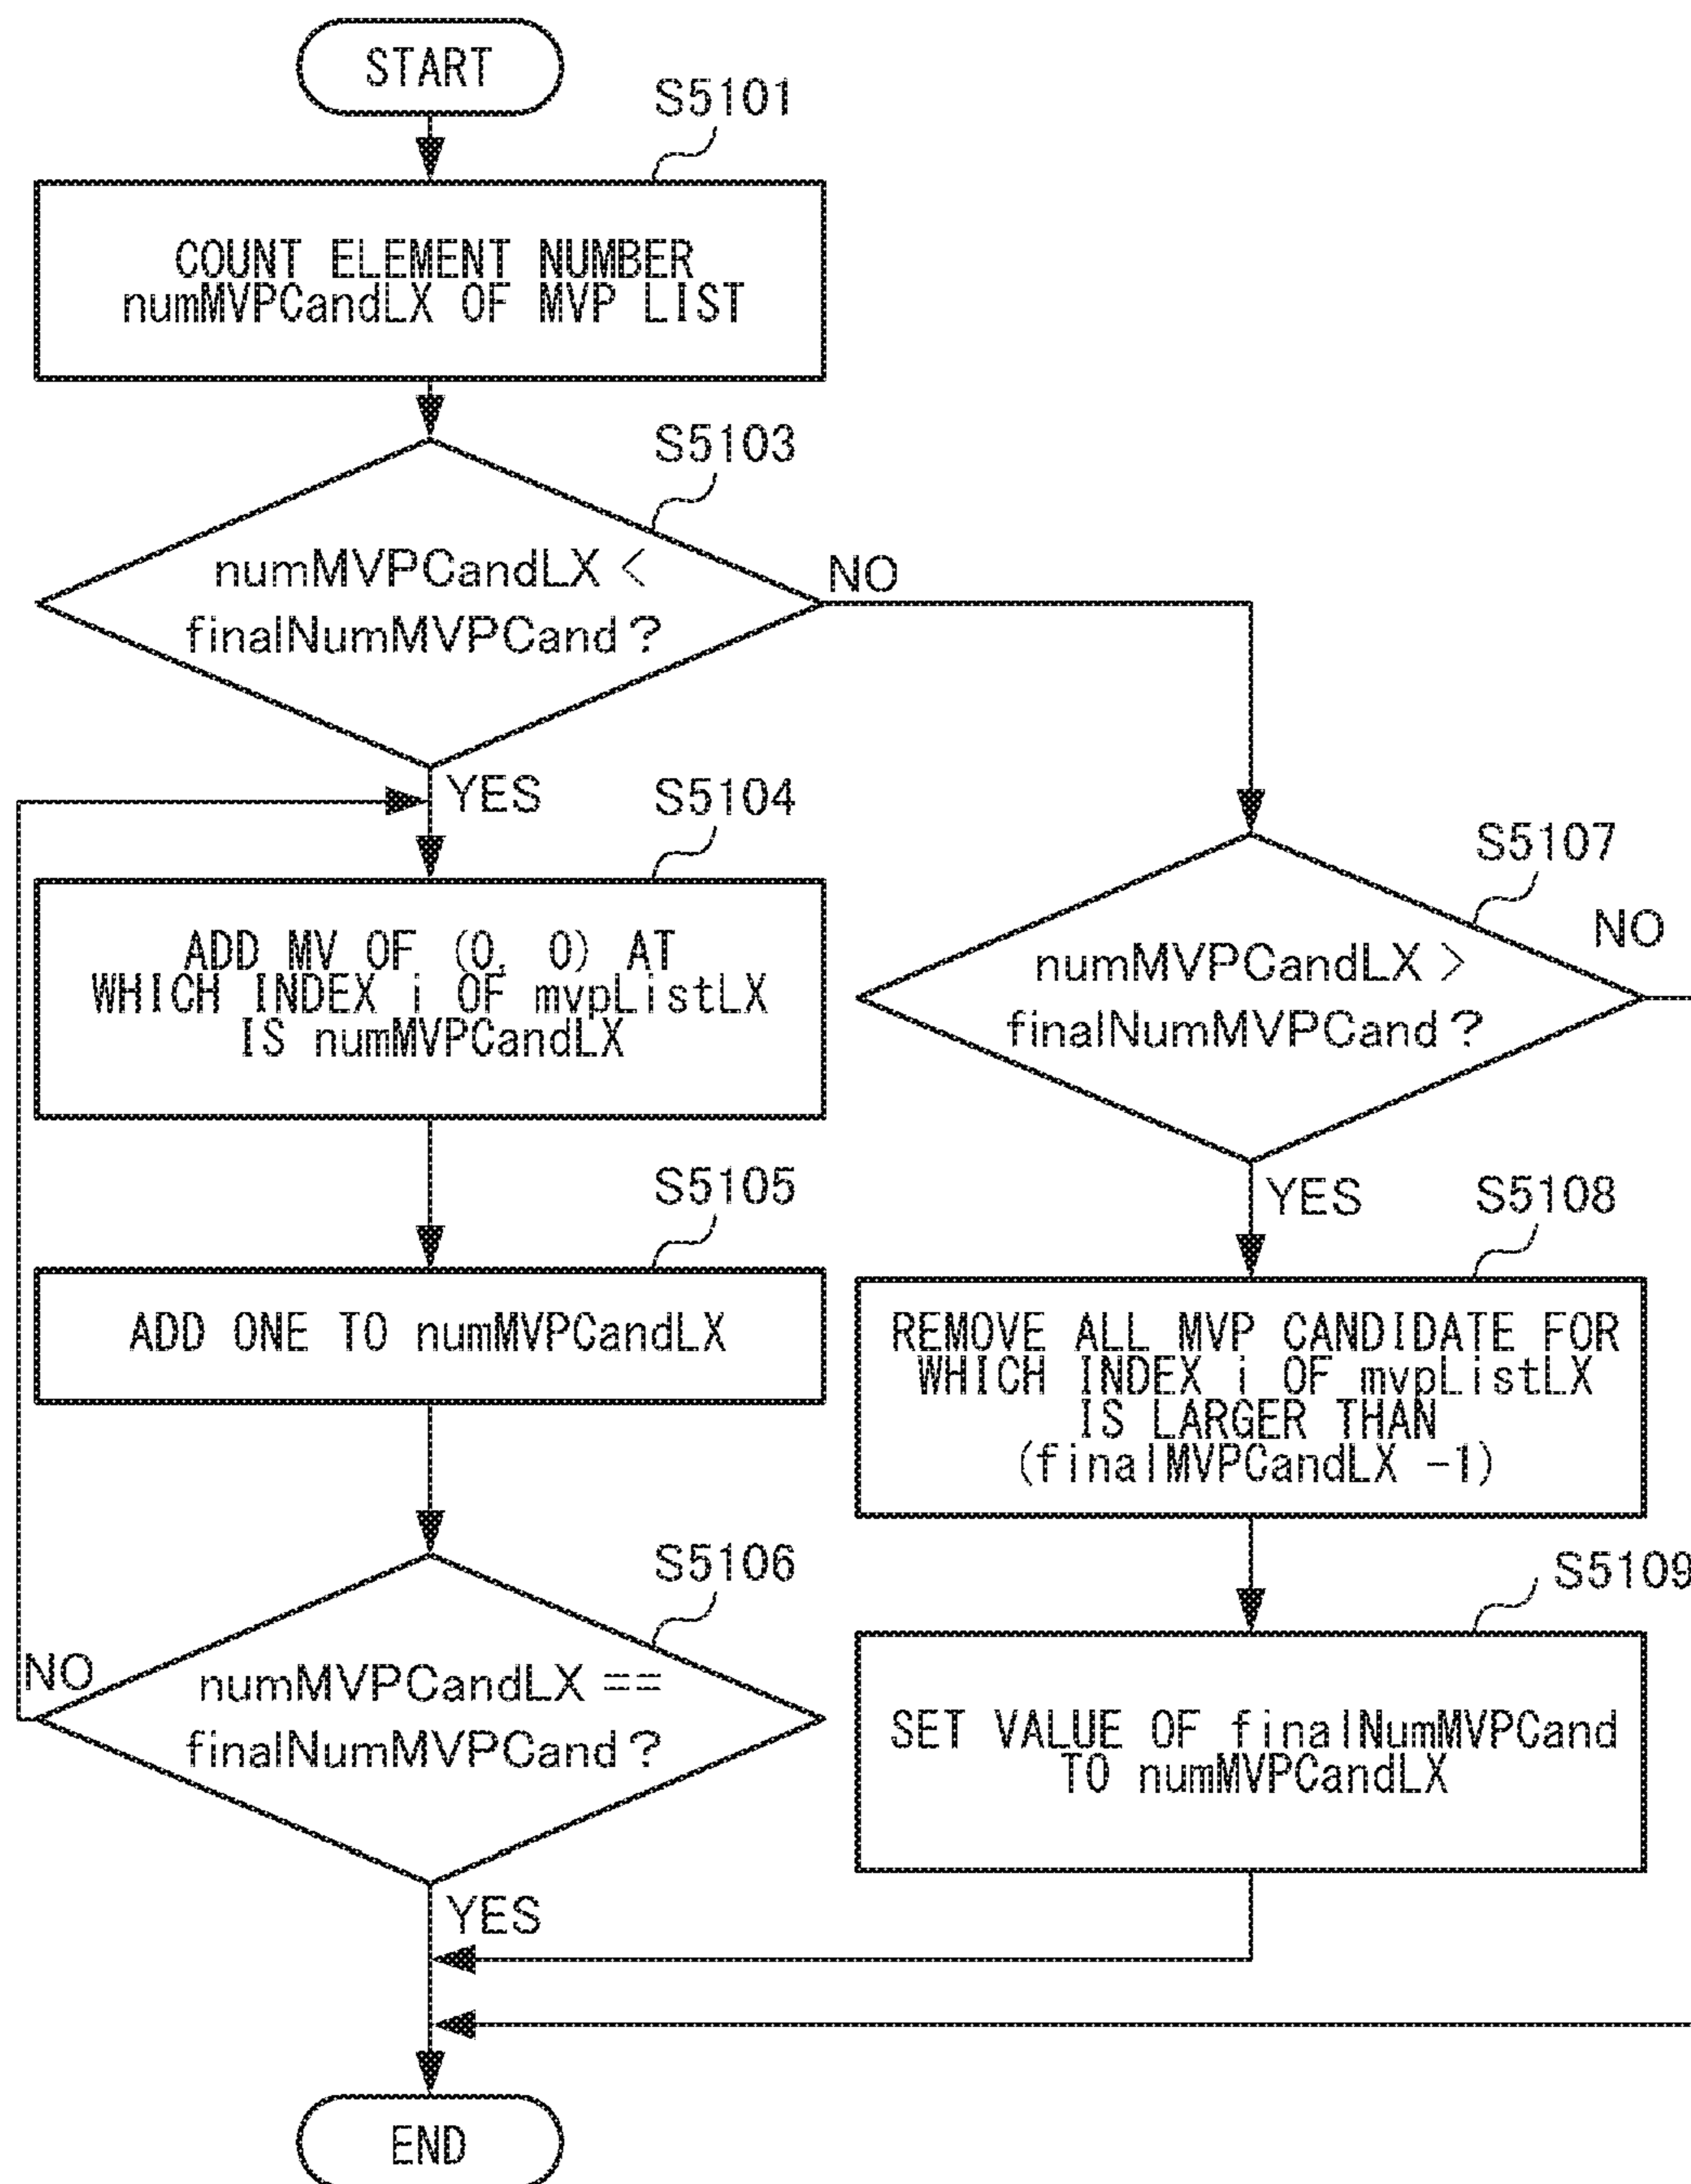 START
S5101
COUNT ELEMENT NUMBER
numMVPCandLX OF MVP LIST
S5103
numMVPCandLX <
finalNumMVPCand?
NO
YES
S5104
ADD MV OF (0, 0) AT
WHICH INDEX i OF mvpListLX
IS numMVPCandLX
S5105
ADD ONE TO numMVPCandLX
S5106
NO
numMVPCandLX ==
finalNumMVPCand?
YES
S5107
NO
numMVPCandLX >
finalNumMVPCand?
YES
S5108
REMOVE ALL MVP CANDIDATE FOR
WHICH INDEX i OF mvpListLX
IS LARGER THAN
(finalMVPCandLX -1)
S5109
SET VALUE OF finalNumMVPCand
TO numMVPCandLX
END